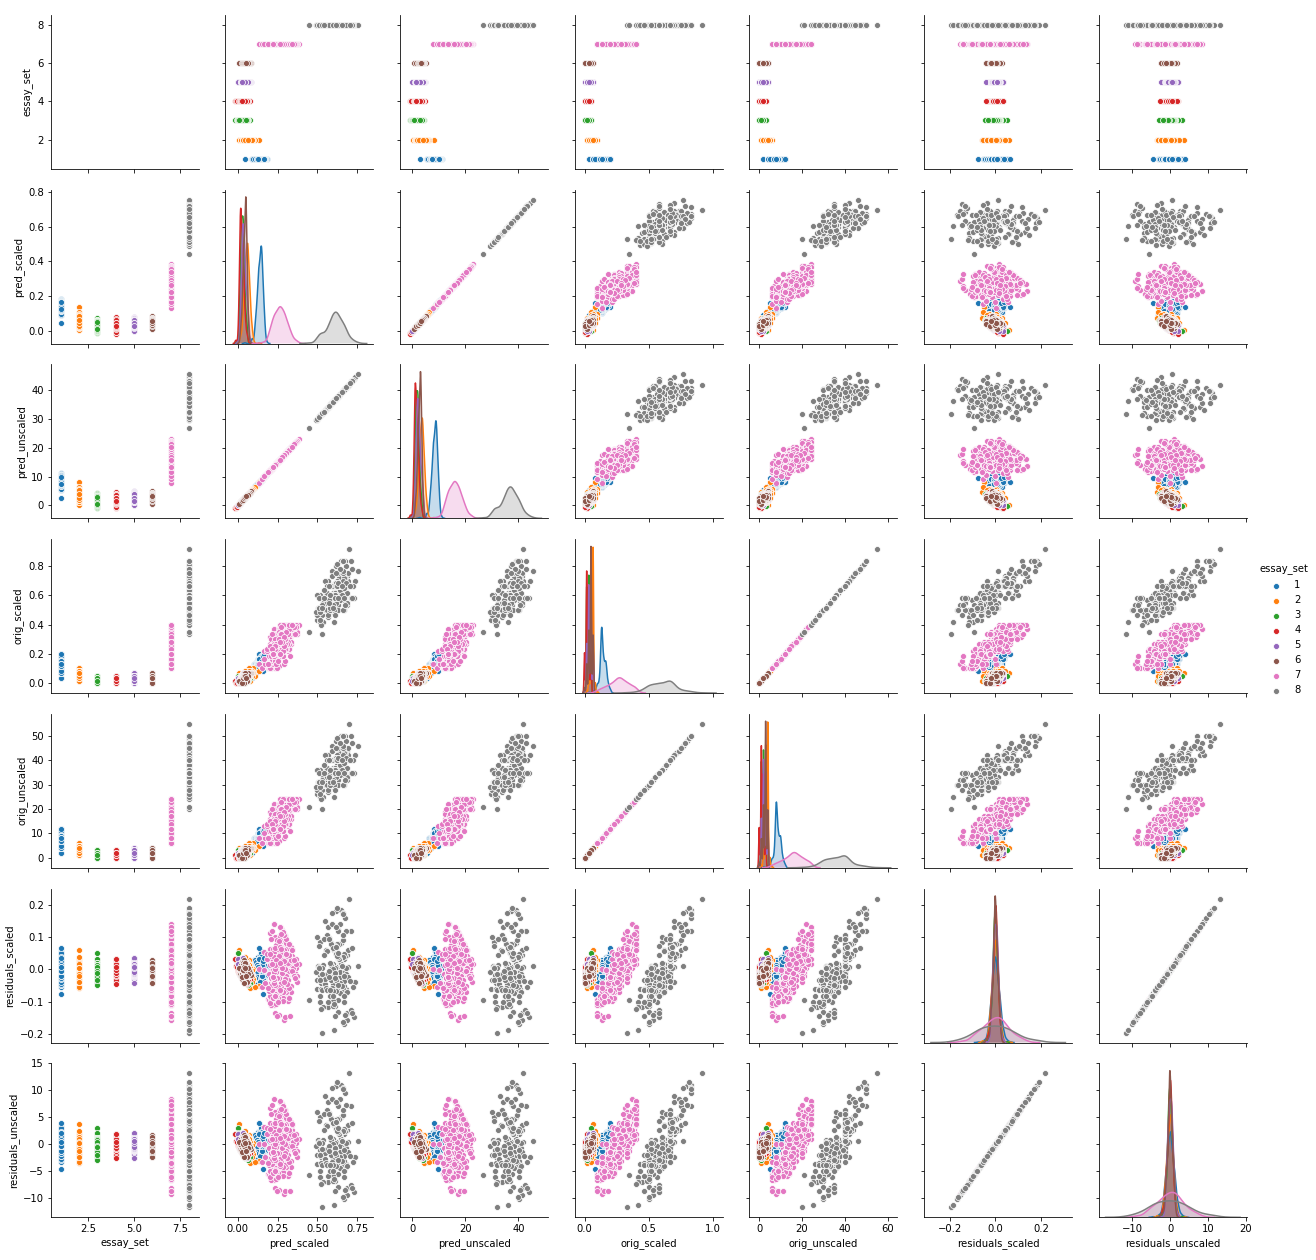 essay_set
8
6
4
2
pred_scaled
0.8
0.6
0.4
0.2
0.0
pred_unscaled
40
30
20
10
0
orig_scaled
0.8
0.6
0.4
0.2
0.0
essay_set
1
2
3
4
5
6
7
8
orig_unscaled
50
40
30
20
10
0
residuals_scaled
0.2
0.1
0.0
−0.1
−0.2
residuals_unscaled
15
10
5
0
−5
−10
2.5 5.0 7.5
essay_set
0.00 0.25 0.50 0.75
pred_scaled
0 20 40
pred_unscaled
0.0 0.5 1.0
orig_scaled
0 20 40 60
orig_unscaled
−0.2 0.0 0.2
residuals_scaled
−10 0 10 20
residuals_unscaled